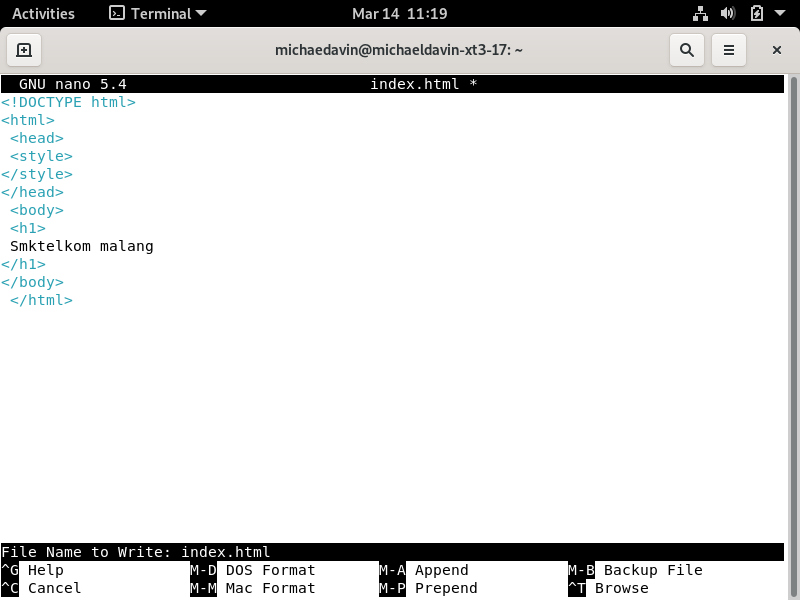 Activities Terminal Mar 14 11:19
michaedavin@michaeldavin-xt3-17: ~
GNU nano 5.4 index.html *
<!DOCTYPE html>
<html>
<head>
<style>
</style>
</head>
<body>
<h1>
Smktelkom malang
</h1>
</body>
</html>
File Name to Write: index.html
^G Help M-D DOS Format M-A Append M-B Backup File
^C Cancel M-M Mac Format M-P Prepend ^T Browse